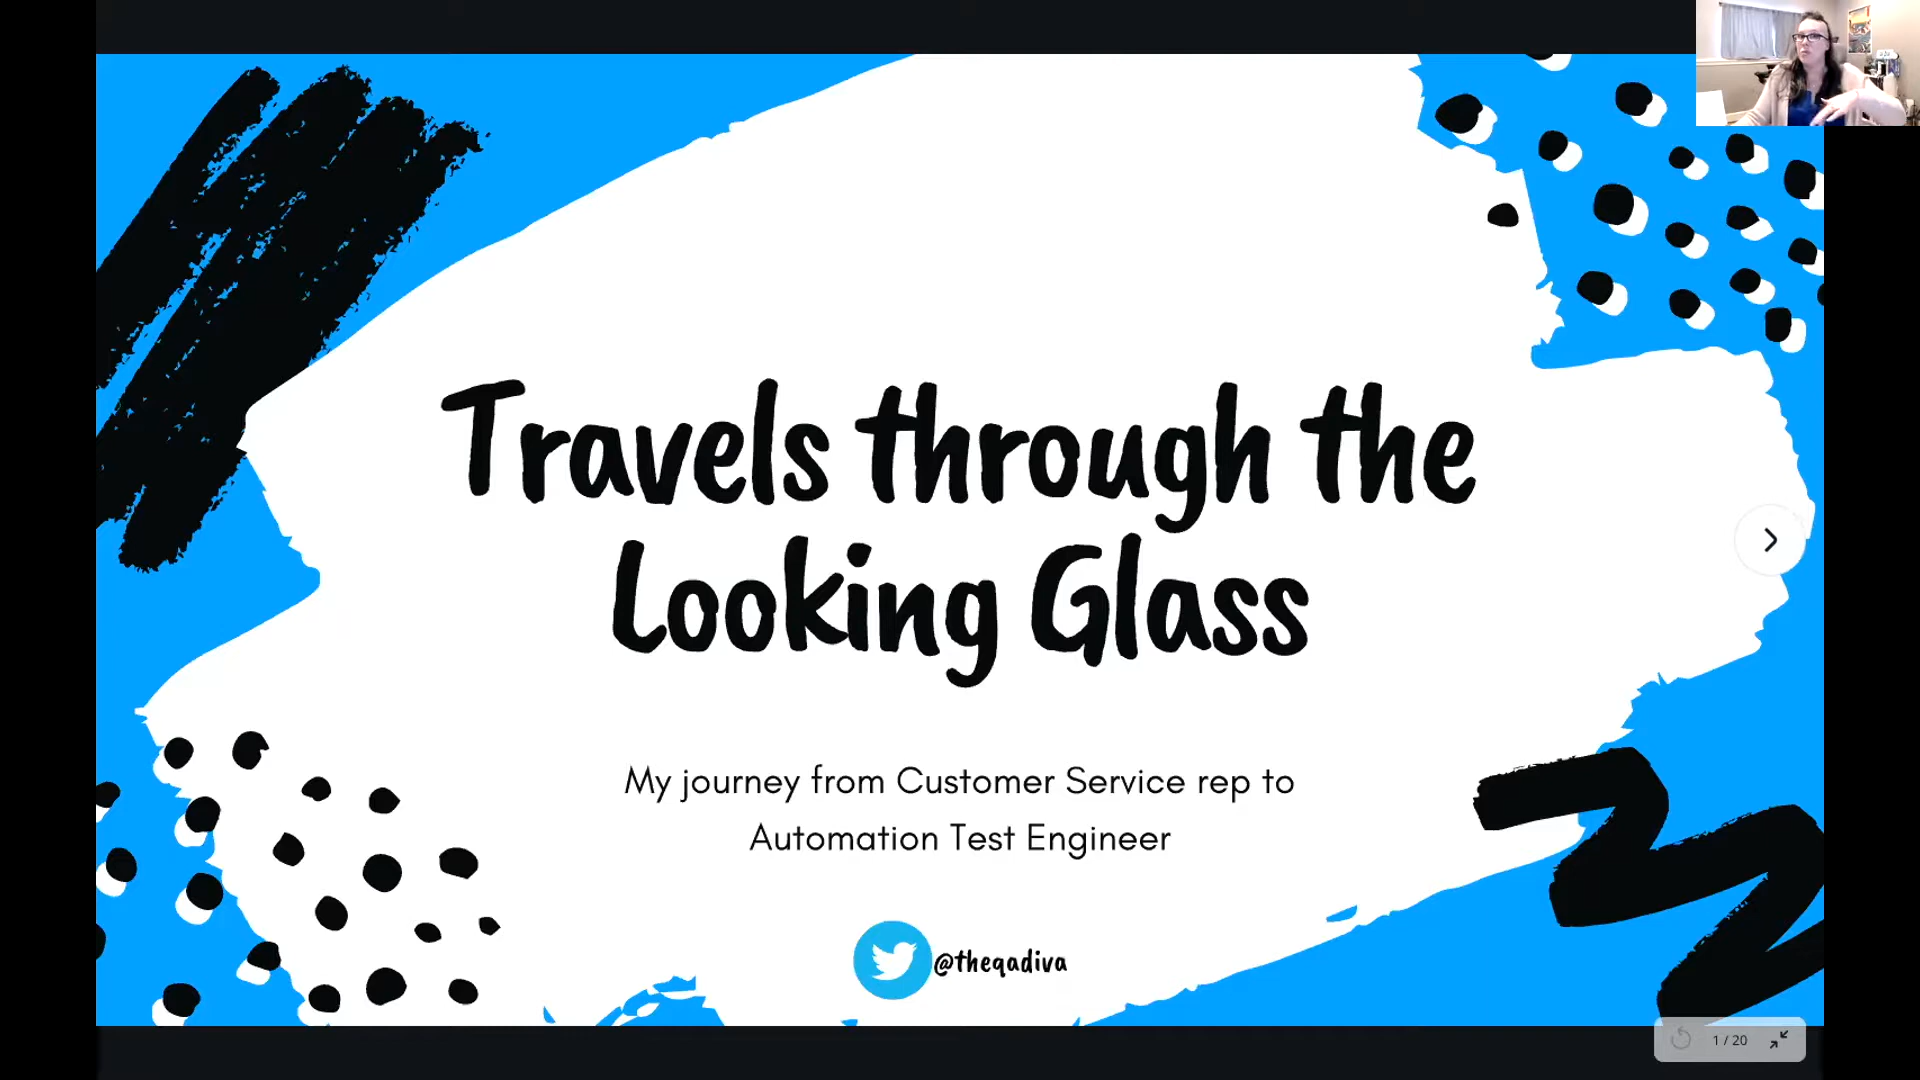 Travels through the
Looking Glass
My journey from Customer Service rep to
Automation Test Engineer
@theqadiva
1 / 20